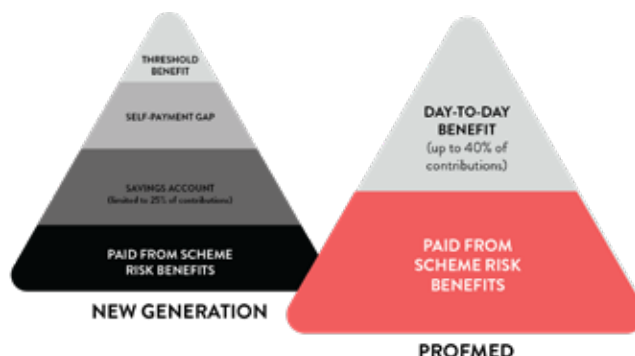 THRESHOLD
BENEFIT
SELF-PAYMENT GAP
SAVINGS ACCOUNT
(limited to 25% of contributions)
PAID FROM SCHEME
RISK BENEFITS
NEW GENERATION
DAY-TO-DAY
BENEFIT
(up to 40% of
contributions)
PAID FROM
SCHEME RISK
BENEFITS
PROFMED